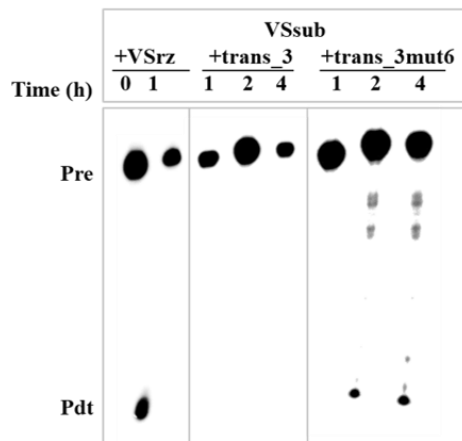 VSsub
+VSrz +trans_3 +trans_3mut6
Time (h) 0 1 1 2 4 1 2 4
Pre
Pdt